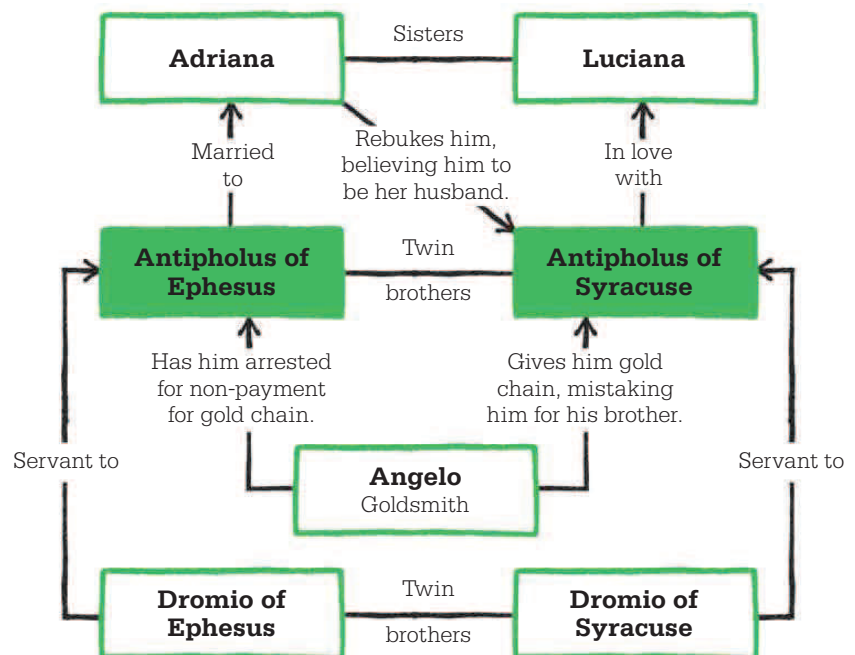 Adriana
Sisters
Luciana
Married
to
Rebukes him,
believing him to
be her husband.
In love
with
Antipholus of
Ephesus
Twin
brothers
Antipholus of
Syracuse
Has him arrested
for non-payment
for gold chain.
Gives him gold
chain, mistaking
him for his brother.
Servant to
Angelo
Goldsmith
Servant to
Dromio of
Ephesus
Twin
brothers
Dromio of
Syracuse